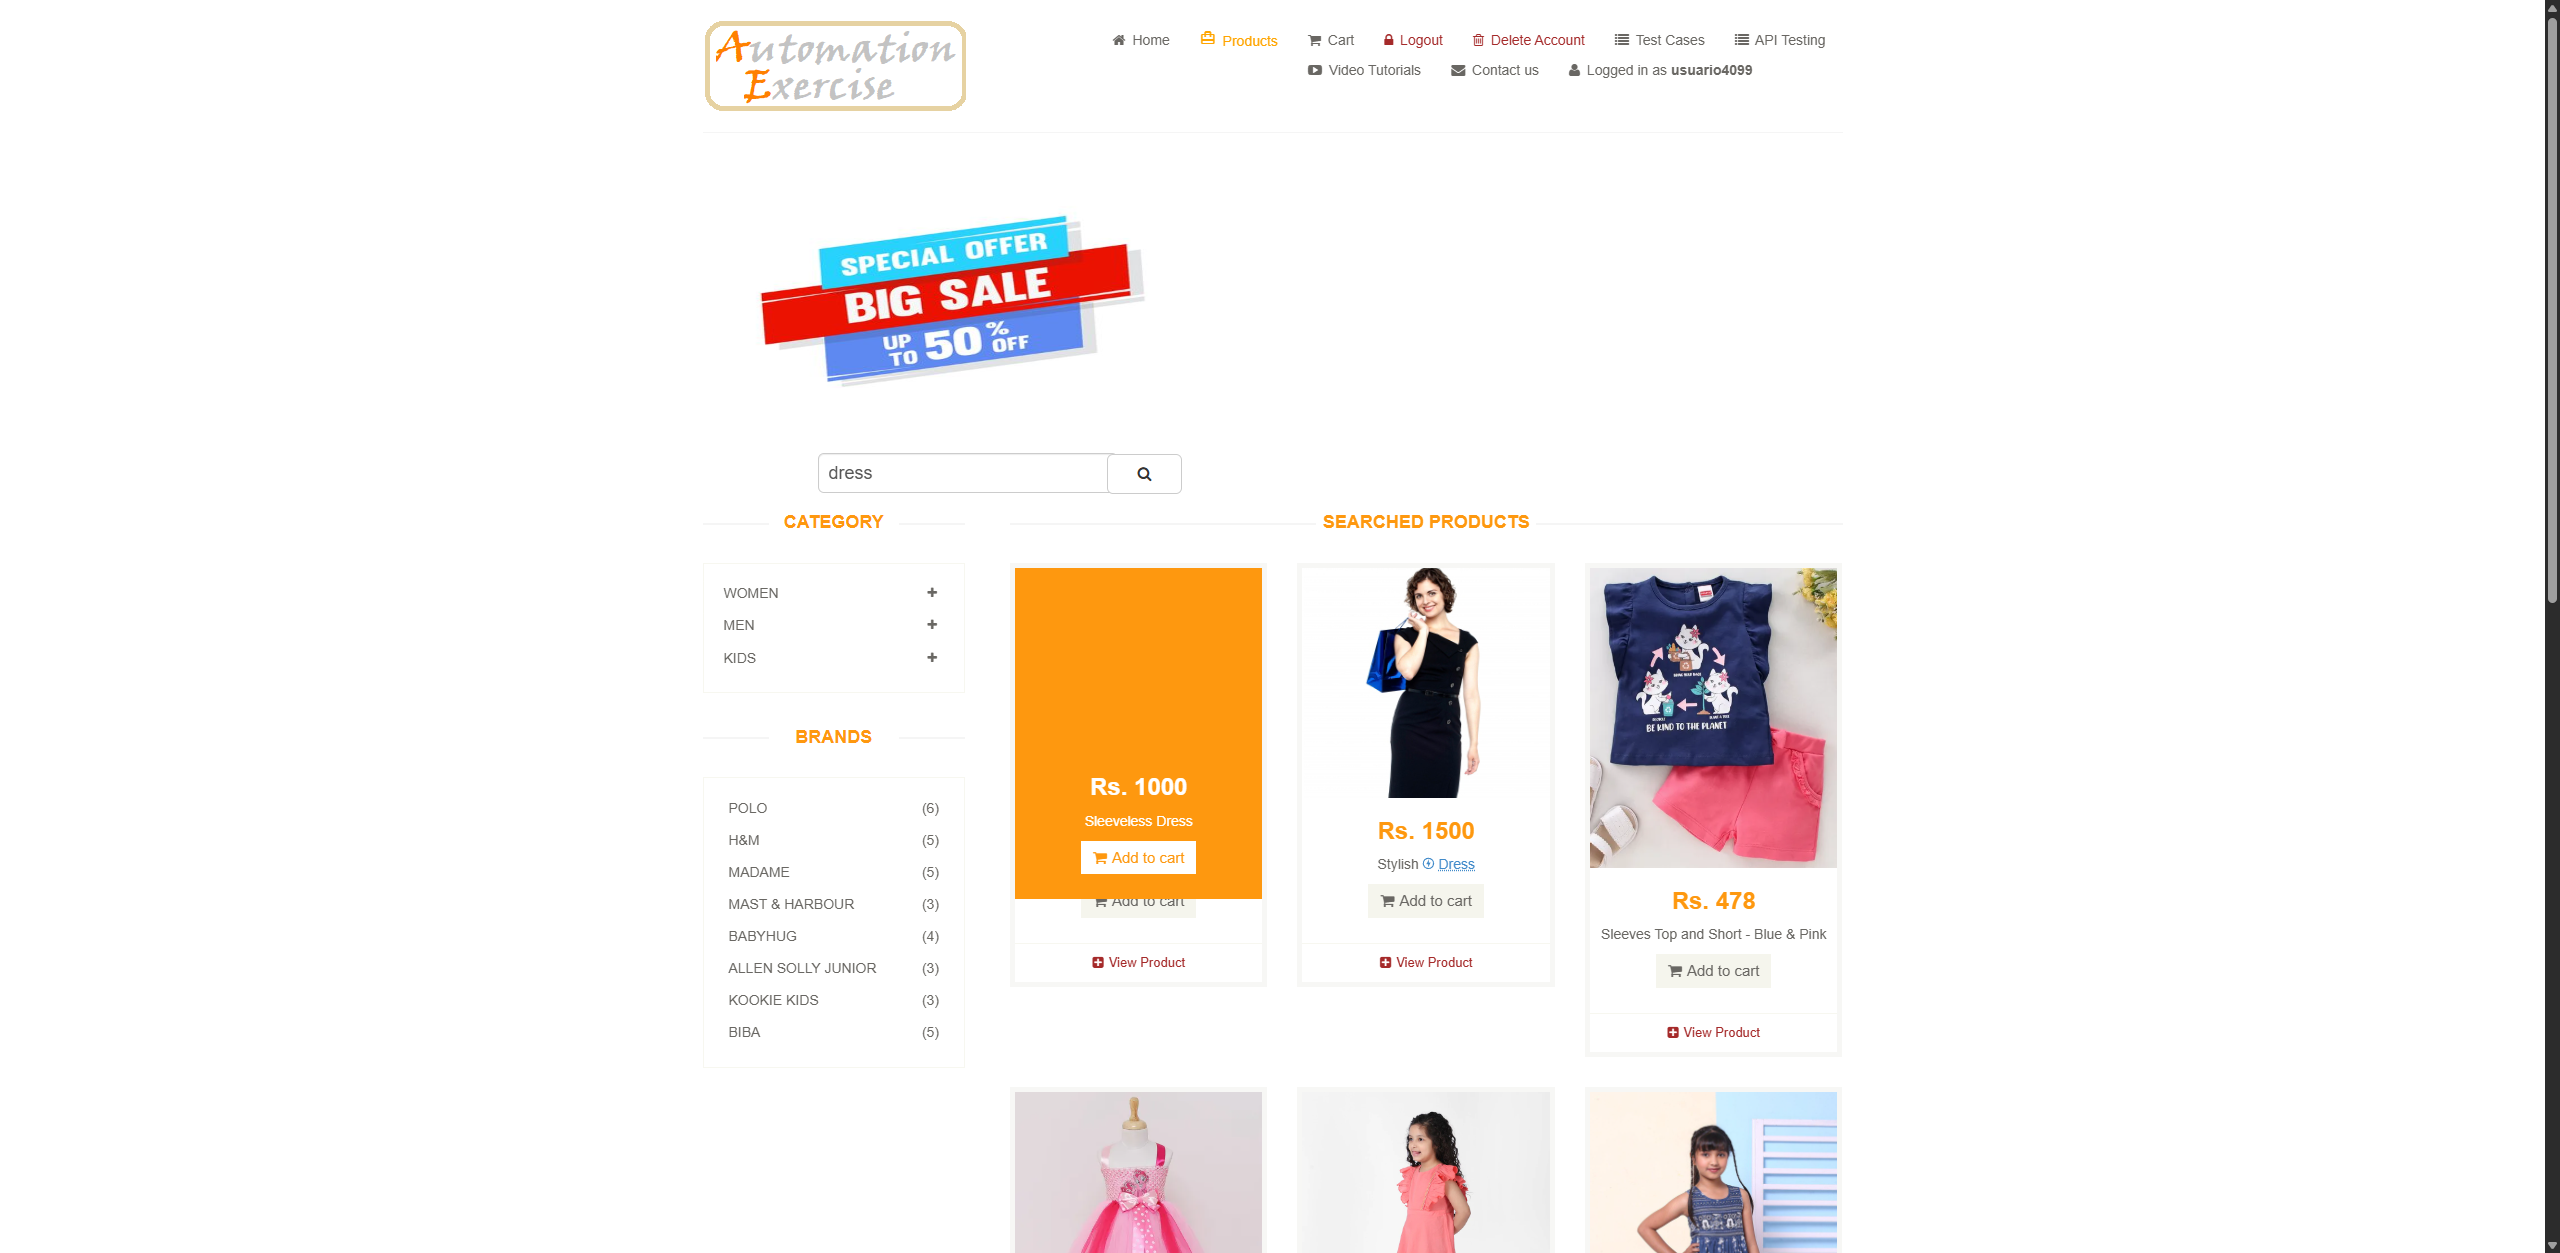 Automation
Exercise
Home Products Cart Logout Delete Account Test Cases API Testing
Video Tutorials Contact us Logged in as usuario4099
SPECIAL OFFER
BIG SALE
UP TO 50% OFF
dress
CATEGORY
WOMEN
MEN
KIDS
BRANDS
POLO (6)
H&M (5)
MADAME (5)
MAST & HARBOUR (3)
BABYHUG (4)
ALLEN SOLLY JUNIOR (3)
KOOKIE KIDS (3)
BIBA (5)
SEARCHED PRODUCTS
Rs. 1000
Sleeveless Dress
Add to cart
Add to cart
View Product
Rs. 1500
Stylish Dress
Add to cart
View Product
BE KIND TO THE PLANET
Rs. 478
Sleeves Top and Short - Blue & Pink
Add to cart
View Product